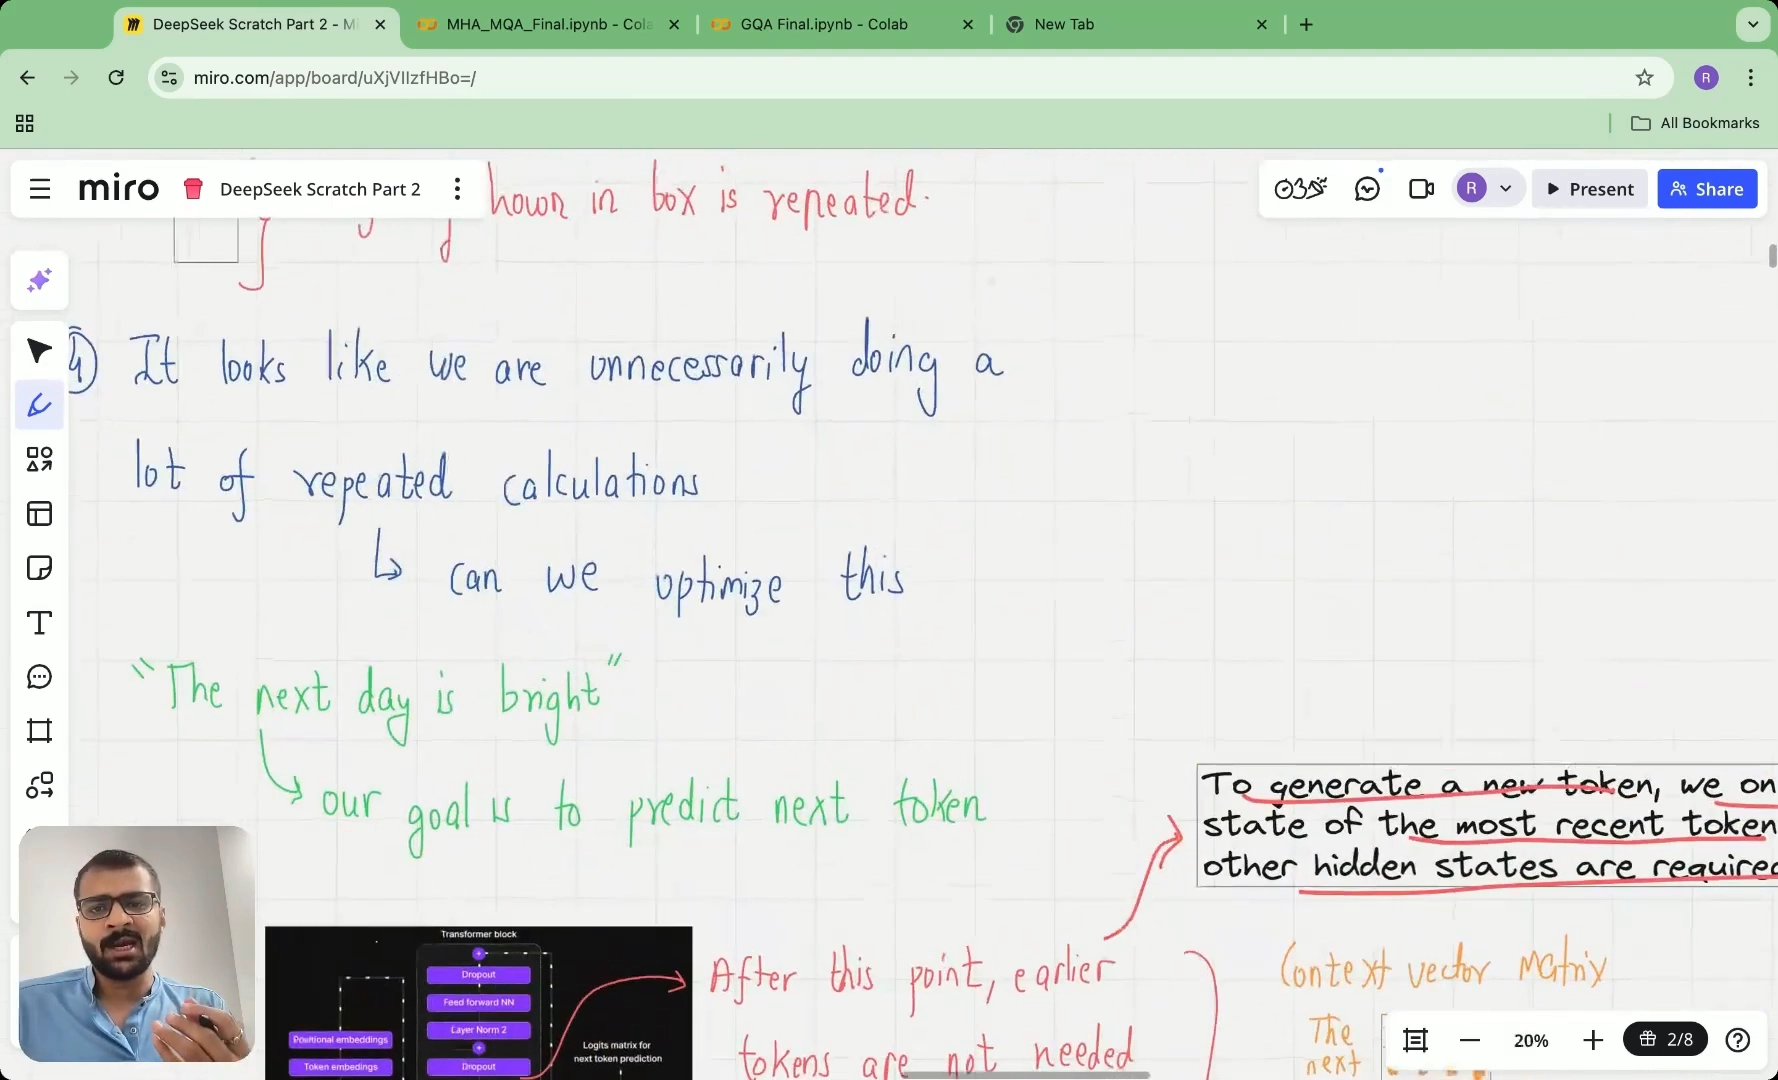 DeepSeek Scratch Part 2 - Mi
MHA_MQA_Final.ipynb - Cola
GQA Final.ipynb - Colab
New Tab
miro.com/app/board/uXjVIIzfHBo=/
R
All Bookmarks
miro
DeepSeek Scratch Part 2
R
Present
Share
hown in box is repeated.
4) It looks like we are unnecessarily doing a
lot of repeated calculations
↳ can we optimize this
"The next day is bright"
our goal is to predict next token
To generate a new token, we on
state of the most recent token
other hidden states are required
Transformer block
Dropout
Feed forward NN
Layer Norm 2
Dropout
Positional embeddings
Token embedings
Logits matrix for
next token prediction
After this point, earlier
tokens are not needed
Context vector matrix
The
next
20%
2/8